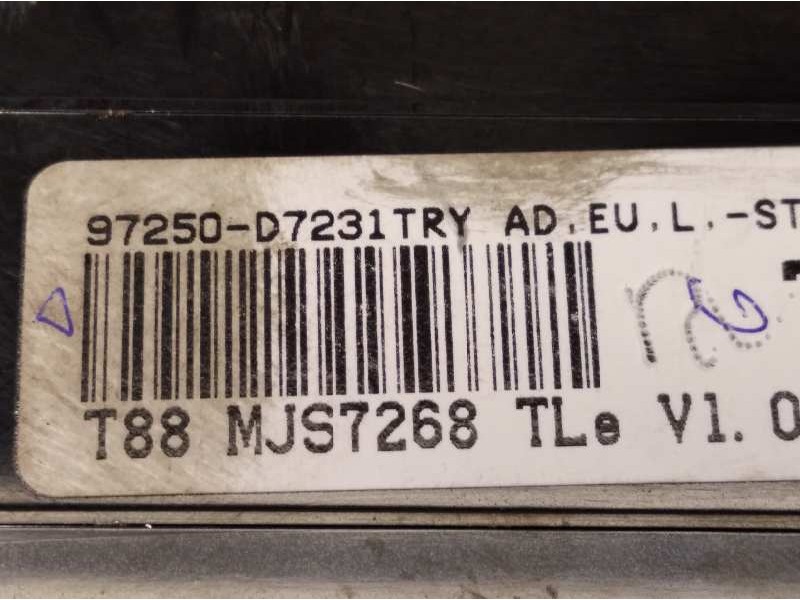 97250-D7231TRY AD,EU,L,-ST
T88 MJS7268 TLe V1.0